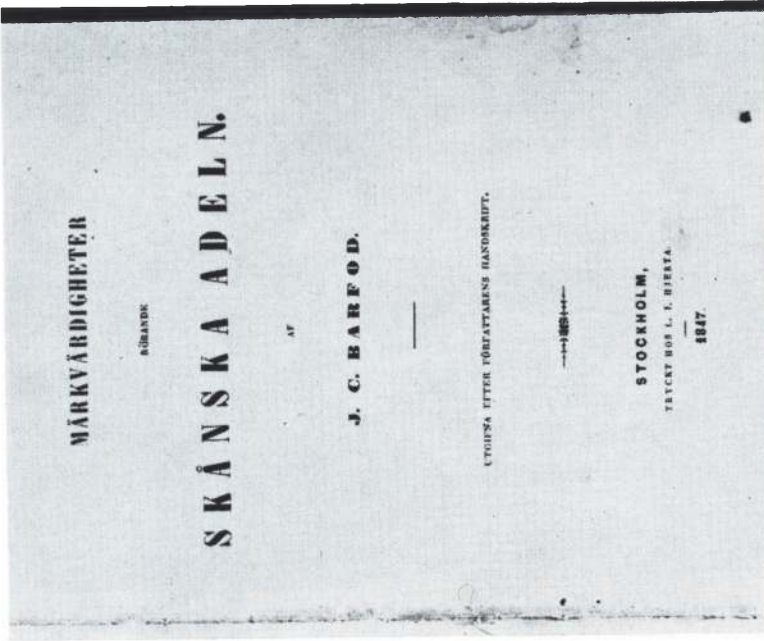 MÄRKVÄRDIGHETER
RÖRANDE
SKÅNSKA ADELN.
AF
J. C. BARFOD.
UTGIFNA EFTER FÖRFATTARENS HANDSKRIFT.
STOCKHOLM,
TRYCKT HOS L. J. HJERTA
1847.